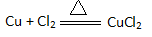 Cu + Cl₂ ≜ CuCl₂